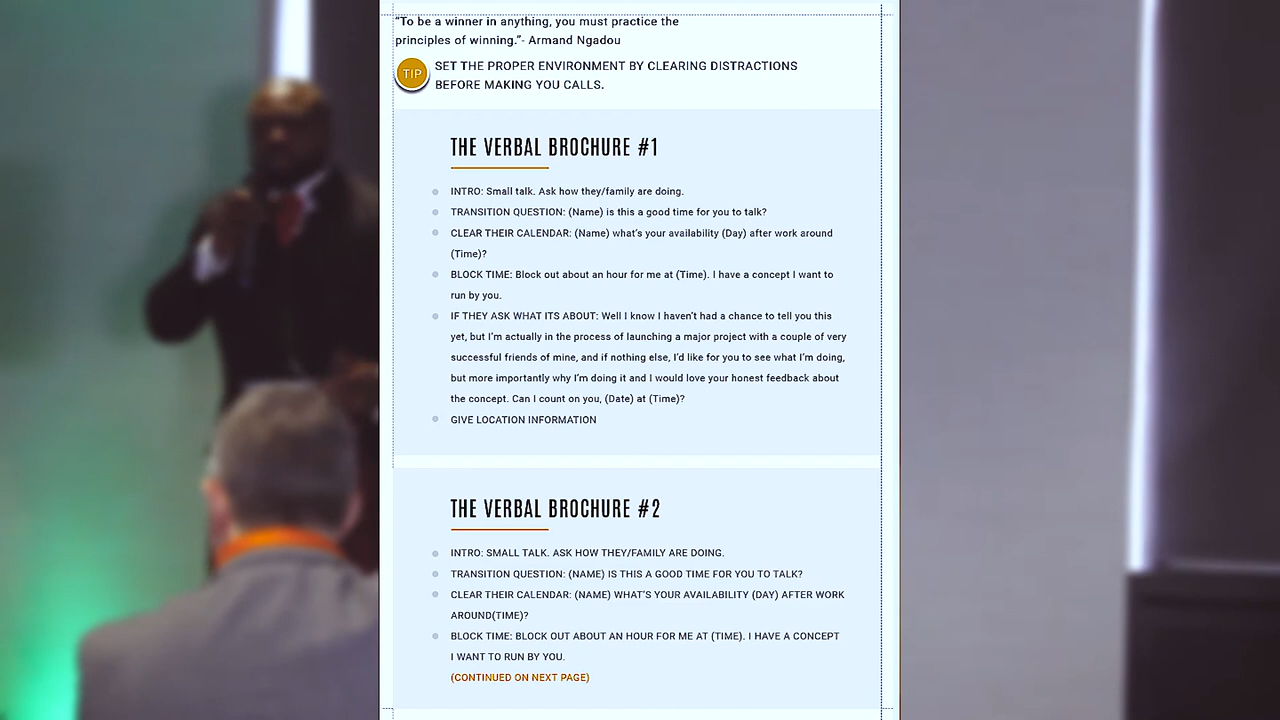 “To be a winner in anything, you must practice the
principles of winning.”- Armand Ngadou
TIP
SET THE PROPER ENVIRONMENT BY CLEARING DISTRACTIONS
BEFORE MAKING YOU CALLS.
THE VERBAL BROCHURE #1
INTRO: Small talk. Ask how they/family are doing.
TRANSITION QUESTION: (Name) is this a good time for you to talk?
CLEAR THEIR CALENDAR: (Name) what’s your availability (Day) after work around
(Time)?
BLOCK TIME: Block out about an hour for me at (Time). I have a concept I want to
run by you.
IF THEY ASK WHAT ITS ABOUT: Well I know I haven’t had a chance to tell you this
yet, but I’m actually in the process of launching a major project with a couple of very
successful friends of mine, and if nothing else, I’d like for you to see what I’m doing,
but more importantly why I’m doing it and I would love your honest feedback about
the concept. Can I count on you, (Date) at (Time)?
GIVE LOCATION INFORMATION
THE VERBAL BROCHURE #2
INTRO: SMALL TALK. ASK HOW THEY/FAMILY ARE DOING.
TRANSITION QUESTION: (NAME) IS THIS A GOOD TIME FOR YOU TO TALK?
CLEAR THEIR CALENDAR: (NAME) WHAT’S YOUR AVAILABILITY (DAY) AFTER WORK
AROUND(TIME)?
BLOCK TIME: BLOCK OUT ABOUT AN HOUR FOR ME AT (TIME). I HAVE A CONCEPT
I WANT TO RUN BY YOU.
(CONTINUED ON NEXT PAGE)